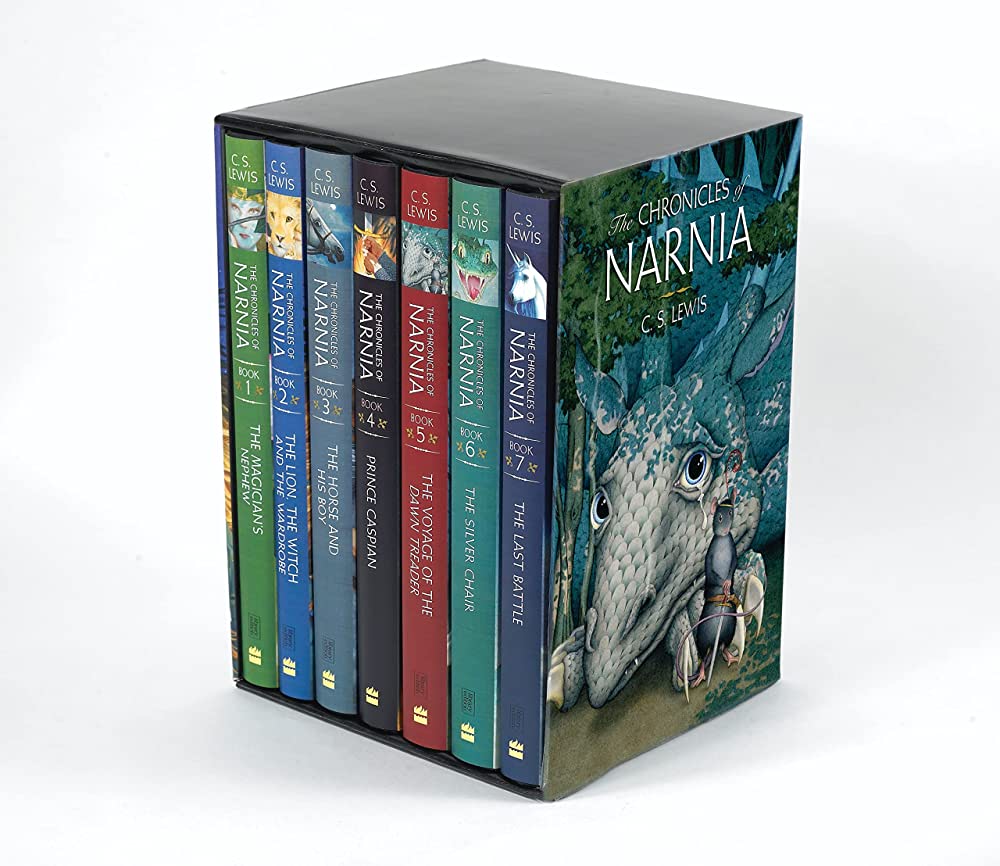 C. S.
LEWIS
THE CHRONICLES OF
NARNIA
BOOK
1
THE MAGICIAN'S
NEPHEW
C. S.
LEWIS
THE CHRONICLES OF
NARNIA
BOOK
2
THE LION, THE WITCH
AND THE WARDROBE
C. S.
LEWIS
THE CHRONICLES OF
NARNIA
BOOK
3
THE HORSE AND
HIS BOY
C. S.
LEWIS
THE CHRONICLES OF
NARNIA
BOOK
4
PRINCE CASPIAN
C. S.
LEWIS
THE CHRONICLES OF
NARNIA
BOOK
5
THE VOYAGE OF THE
DAWN TREADER
C. S.
LEWIS
THE CHRONICLES OF
NARNIA
BOOK
6
THE SILVER CHAIR
C. S.
LEWIS
THE CHRONICLES OF
NARNIA
BOOK
7
THE LAST BATTLE
The CHRONICLES of
NARNIA
C. S. LEWIS